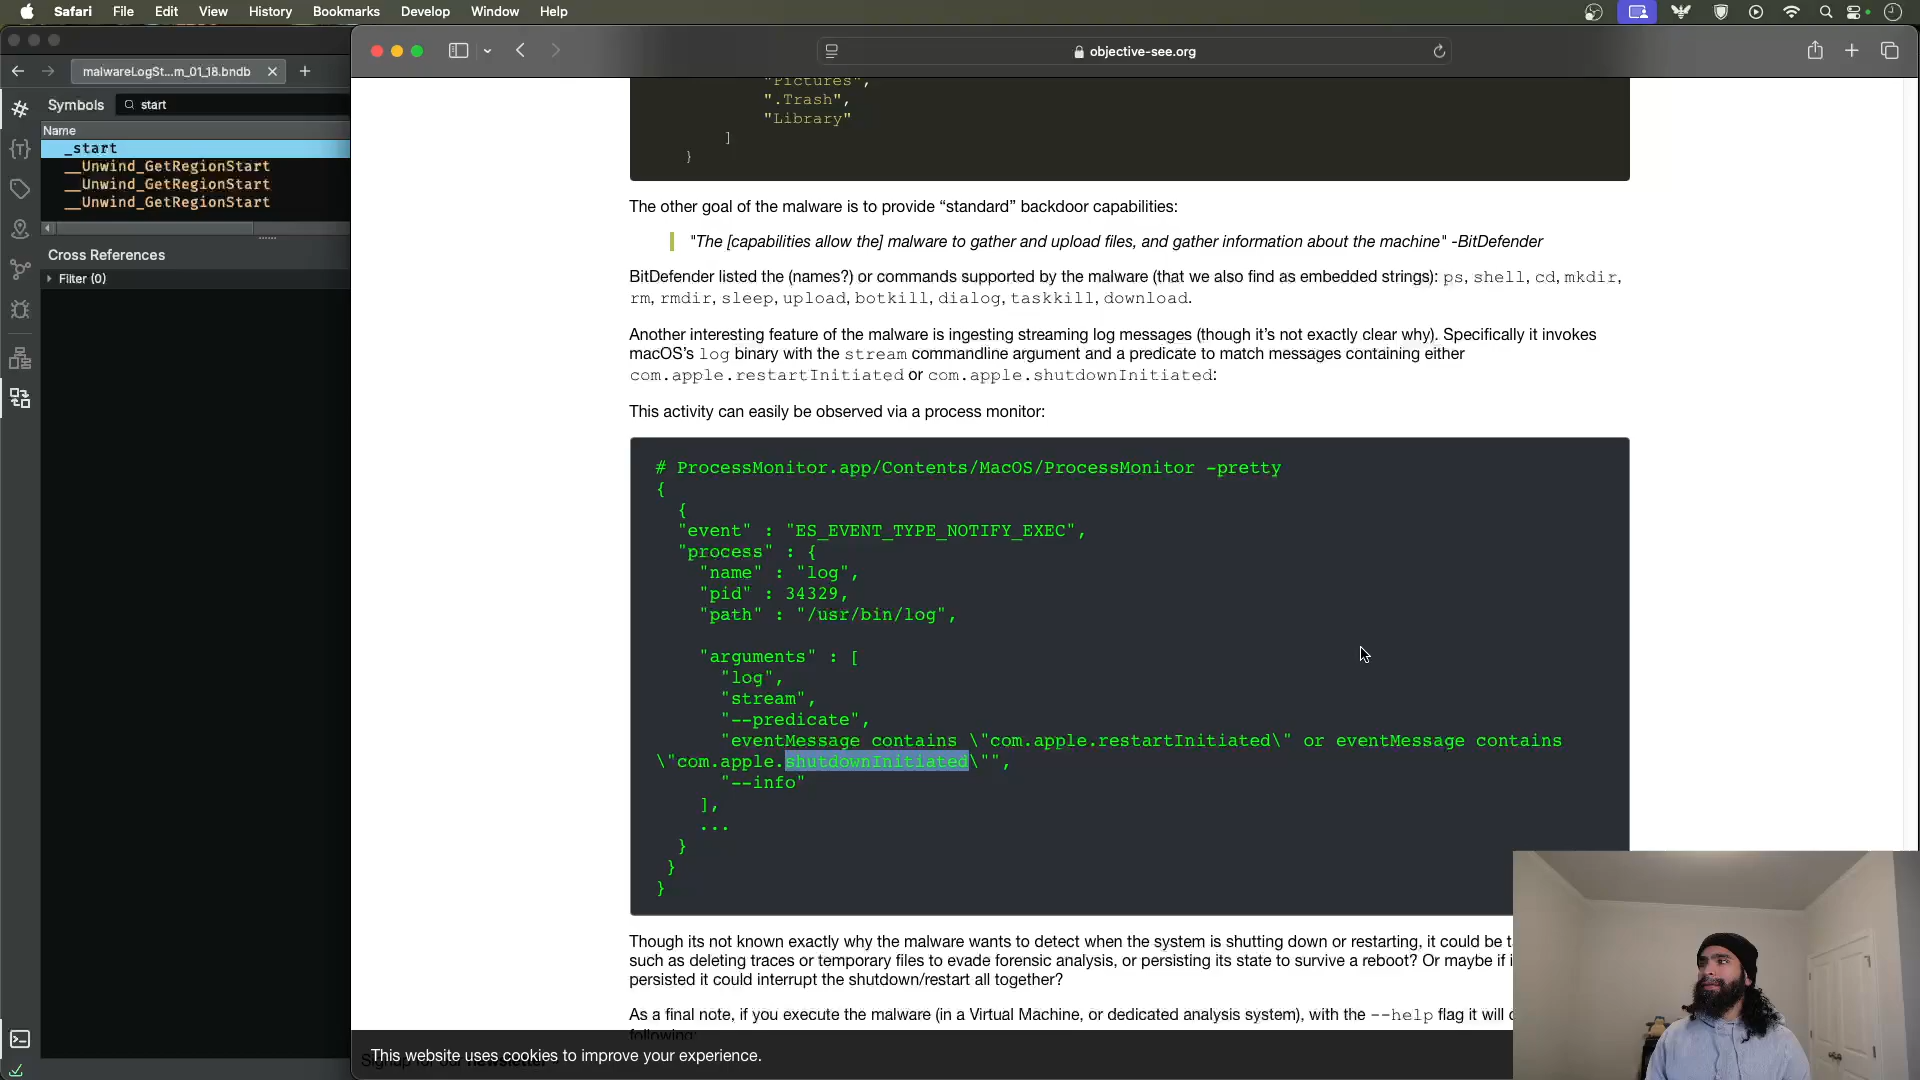 Safari File Edit View History Bookmarks Develop Window Help
malwareLogSt...m_01_18.bndb
objective-see.org
Symbols
start
Name
_start
__Unwind_GetRegionStart
__Unwind_GetRegionStart
__Unwind_GetRegionStart
Cross References
Filter (0)
"Pictures",
".Trash",
"Library"
]
}
The other goal of the malware is to provide “standard” backdoor capabilities:
"The [capabilities allow the] malware to gather and upload files, and gather information about the machine" -BitDefender
BitDefender listed the (names?) or commands supported by the malware (that we also find as embedded strings): ps, shell, cd, mkdir,
rm, rmdir, sleep, upload, botkill, dialog, taskkill, download.
Another interesting feature of the malware is ingesting streaming log messages (though it’s not exactly clear why). Specifically it invokes
macOS’s log binary with the stream commandline argument and a predicate to match messages containing either
com.apple.restartInitiated or com.apple.shutdownInitiated:
This activity can easily be observed via a process monitor:
# ProcessMonitor.app/Contents/MacOS/ProcessMonitor -pretty
{
{
"event" : "ES_EVENT_TYPE_NOTIFY_EXEC",
"process" : {
"name" : "log",
"pid" : 34329,
"path" : "/usr/bin/log",
"arguments" : [
"log",
"stream",
"--predicate",
"eventMessage contains \"com.apple.restartInitiated\" or eventMessage contains
\"com.apple.shutdownInitiated\"",
"--info"
],
...
}
}
}
Though its not known exactly why the malware wants to detect when the system is shutting down or restarting, it could be
such as deleting traces or temporary files to evade forensic analysis, or persisting its state to survive a reboot? Or maybe if
persisted it could interrupt the shutdown/restart all together?
As a final note, if you execute the malware (in a Virtual Machine, or dedicated analysis system), with the --help flag it will
following:
This website uses cookies to improve your experience.